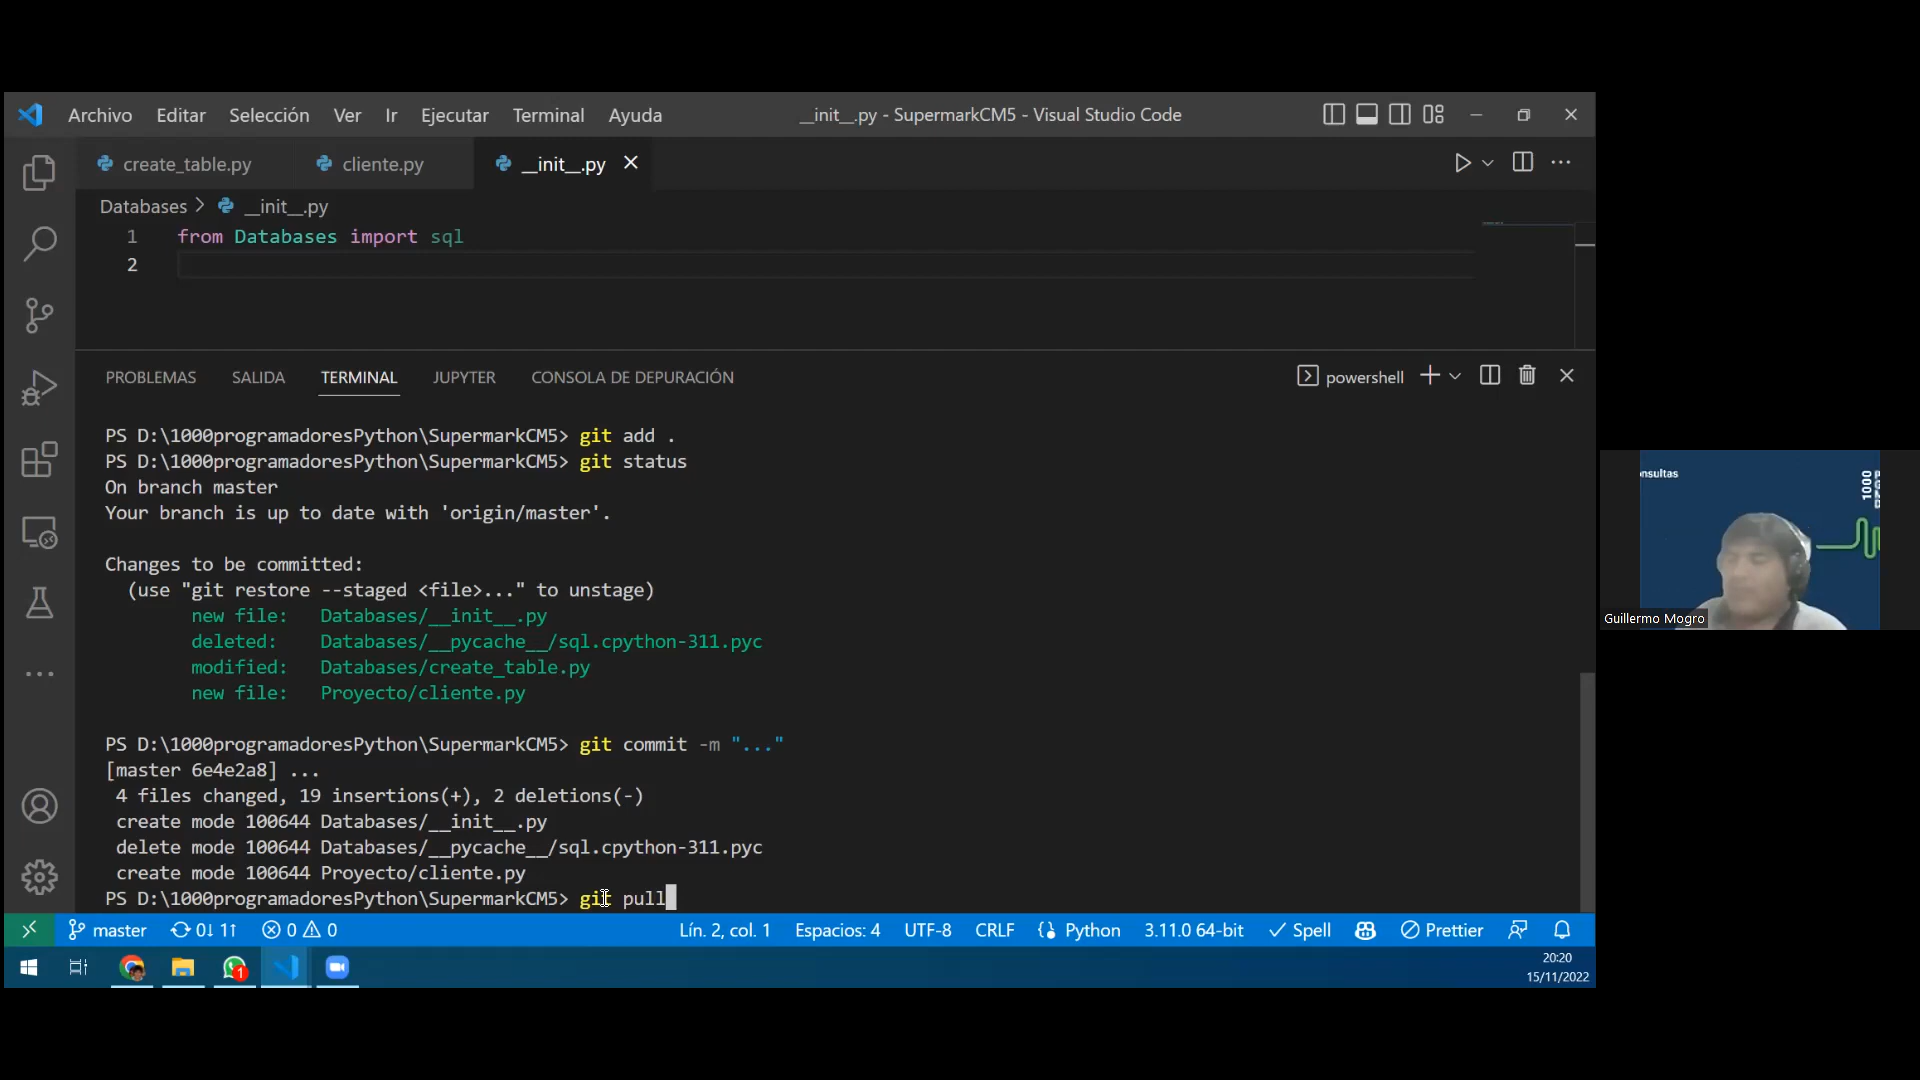 Archivo Editar Selección Ver Ir Ejecutar Terminal Ayuda
__init__.py - SupermarkCM5 - Visual Studio Code
create_table.py cliente.py __init__.py
Databases > __init__.py
1 from Databases import sql
2
PROBLEMAS SALIDA TERMINAL JUPYTER CONSOLA DE DEPURACIÓN
powershell
PS D:\1000programadoresPython\SupermarkCM5> git add .
PS D:\1000programadoresPython\SupermarkCM5> git status
On branch master
Your branch is up to date with 'origin/master'.
Changes to be committed:
(use "git restore --staged <file>..." to unstage)
new file: Databases/__init__.py
deleted: Databases/__pycache__/sql.cpython-311.pyc
modified: Databases/create_table.py
new file: Proyecto/cliente.py
PS D:\1000programadoresPython\SupermarkCM5> git commit -m "..."
[master 6e4e2a8] ...
4 files changed, 19 insertions(+), 2 deletions(-)
create mode 100644 Databases/__init__.py
delete mode 100644 Databases/__pycache__/sql.cpython-311.pyc
create mode 100644 Proyecto/cliente.py
PS D:\1000programadoresPython\SupermarkCM5> git pull
master 0↓ 1↑ 0 0
Lín. 2, col. 1 Espacios: 4 UTF-8 CRLF Python 3.11.0 64-bit Spell Prettier
1
20:20
15/11/2022
nsultas
1000
Guillermo Mogro